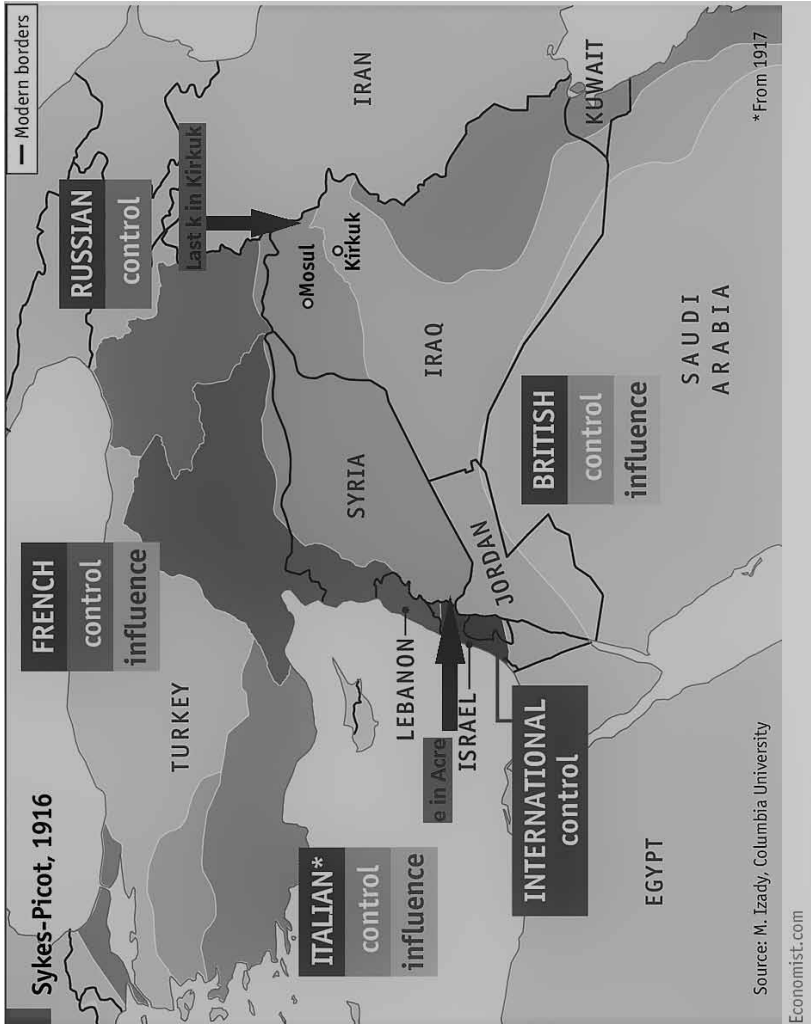 Sykes-Picot, 1916
Modern borders
FRENCH
control
influence
RUSSIAN
control
Last k in Kirkuk
TURKEY
ITALIAN*
control
influence
LEBANON
e in Acre
ISRAEL
INTERNATIONAL
control
SYRIA
Mosul
Kirkuk
IRAN
IRAQ
JORDAN
BRITISH
control
influence
KUWAIT
SAUDI
ARABIA
EGYPT
Source: M. Izady, Columbia University
*From 1917
Economist.com